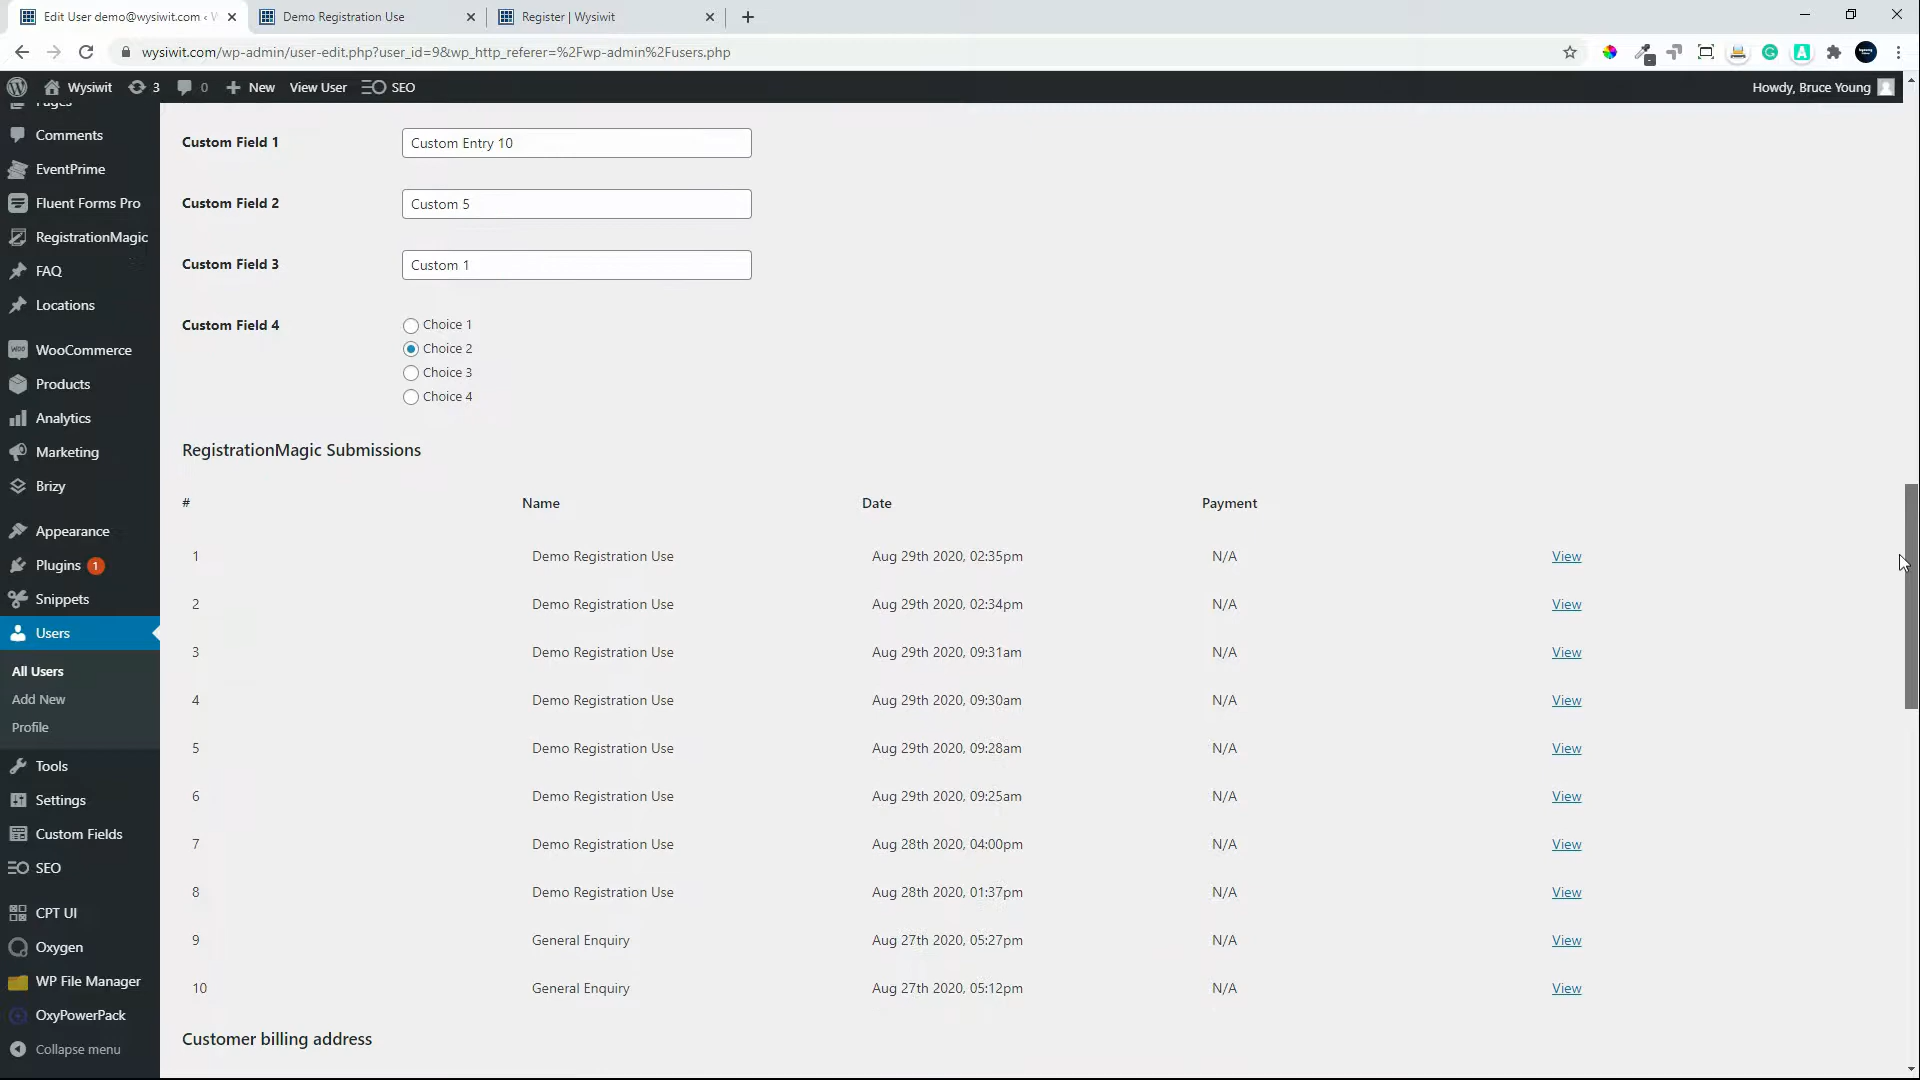 Edit User demo@wysiwit.com ‹ W
Demo Registration Use
Register | Wysiwit
wysiwit.com/wp-admin/user-edit.php?user_id=9&wp_http_referer=%2Fwp-admin%2Fusers.php
Wysiwit 3 0 New View User SEO
Howdy, Bruce Young
Pages
Comments
EventPrime
Fluent Forms Pro
RegistrationMagic
FAQ
Locations
WooCommerce
Products
Analytics
Marketing
Brizy
Appearance
Plugins 1
Snippets
Users
All Users
Add New
Profile
Tools
Settings
Custom Fields
SEO
CPT UI
Oxygen
WP File Manager
OxyPowerPack
Collapse menu
Custom Field 1 Custom Entry 10
Custom Field 2 Custom 5
Custom Field 3 Custom 1
Custom Field 4 Choice 1
Choice 2
Choice 3
Choice 4
RegistrationMagic Submissions
# Name Date Payment
1 Demo Registration Use Aug 29th 2020, 02:35pm N/A View
2 Demo Registration Use Aug 29th 2020, 02:34pm N/A View
3 Demo Registration Use Aug 29th 2020, 09:31am N/A View
4 Demo Registration Use Aug 29th 2020, 09:30am N/A View
5 Demo Registration Use Aug 29th 2020, 09:28am N/A View
6 Demo Registration Use Aug 29th 2020, 09:25am N/A View
7 Demo Registration Use Aug 28th 2020, 04:00pm N/A View
8 Demo Registration Use Aug 28th 2020, 01:37pm N/A View
9 General Enquiry Aug 27th 2020, 05:27pm N/A View
10 General Enquiry Aug 27th 2020, 05:12pm N/A View
Customer billing address